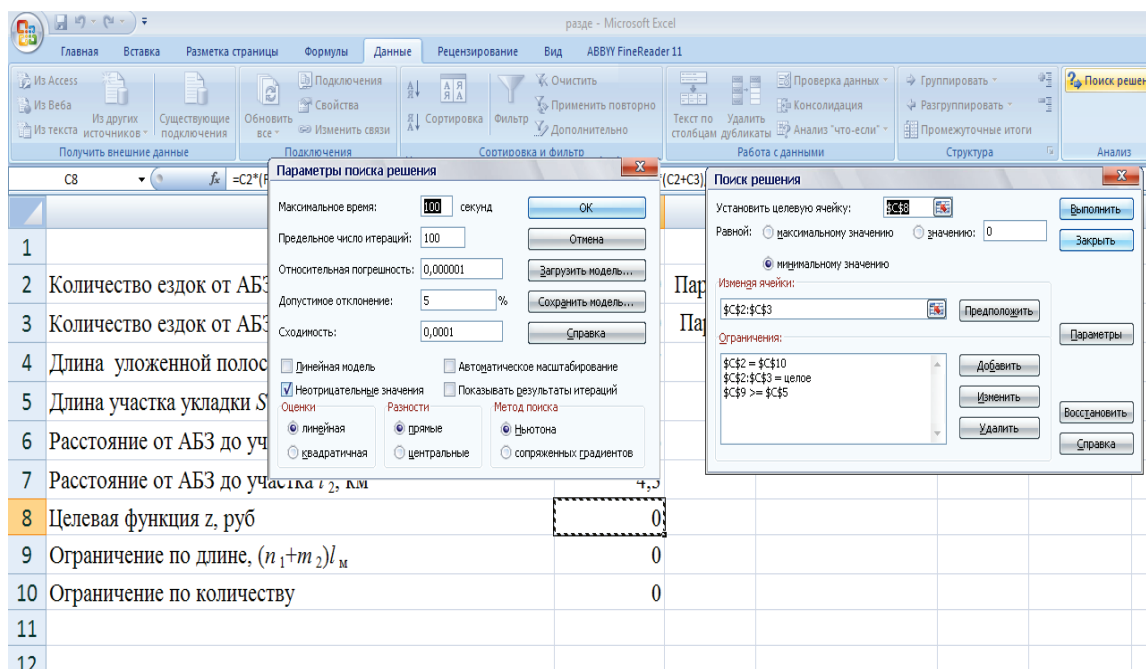 разде - Microsoft Excel
Главная Вставка Разметка страницы Формулы Данные Рецензирование Вид ABBYY FineReader 11
Из Access
Из Веба
Из текста
Из других источников
Существующие подключения
Получить внешние данные
Обновить все
Подключения
Свойства
Изменить связи
Подключения
Сортировка
Фильтр
Очистить
Применить повторно
Дополнительно
Сортировка и фильтр
Текст по столбцам
Удалить дубликаты
Проверка данных
Консолидация
Анализ "что-если"
Работа с данными
Группировать
Разгруппировать
Промежуточные итоги
Структура
Поиск решен
Анализ
C8 fx =C2*(F
(C2+C3)
1
2 Количество ездок от АБЗ
3 Количество ездок от АБЗ
4 Длина уложенной полос
5 Длина участка укладки S
6 Расстояние от АБЗ до уч
7 Расстояние от АБЗ до участка l 2, км 4,5
8 Целевая функция z, руб 0
9 Ограничение по длине, (n 1+m 2)l м 0
10 Ограничение по количеству 0
11
12
Пар
Пар
Параметры поиска решения
Максимальное время: 100 секунд
Предельное число итераций: 100
Относительная погрешность: 0,000001
Допустимое отклонение: 5 %
Сходимость: 0,0001
Линейная модель
Автоматическое масштабирование
Неотрицательные значения
Показывать результаты итераций
Оценки
линейная
квадратичная
Разности
прямые
центральные
Метод поиска
Ньютона
сопряженных градиентов
OK
Отмена
Загрузить модель...
Сохранить модель...
Справка
Поиск решения
Установить целевую ячейку: $C$8
Равной: максимальному значению значению: 0
минимальному значению
Изменяя ячейки:
$C$2:$C$3
Предположить
Ограничения:
$C$2 = $C$10
$C$2:$C$3 = целое
$C$9 >= $C$5
Добавить
Изменить
Удалить
Выполнить
Закрыть
Параметры
Восстановить
Справка